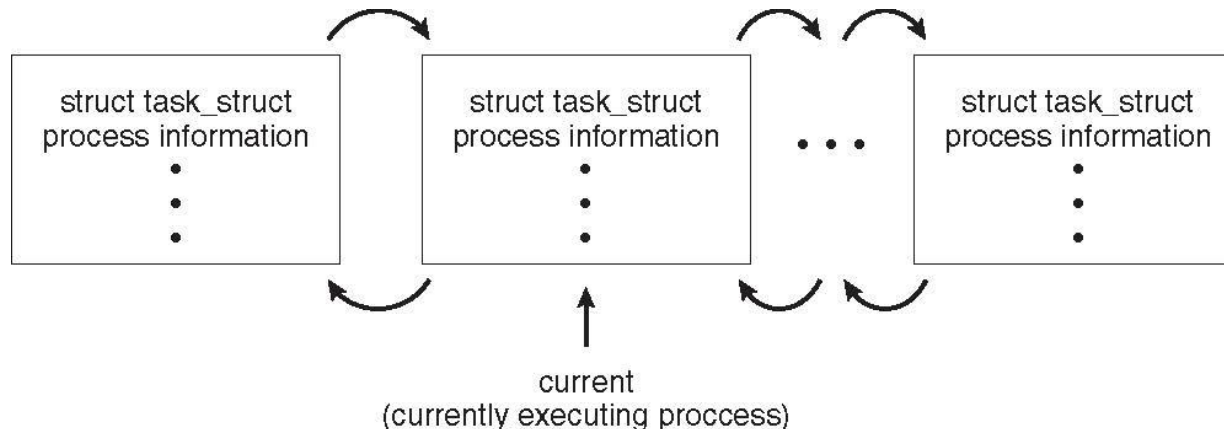 struct task_struct
process information
struct task_struct
process information
struct task_struct
process information
current
(currently executing proccess)